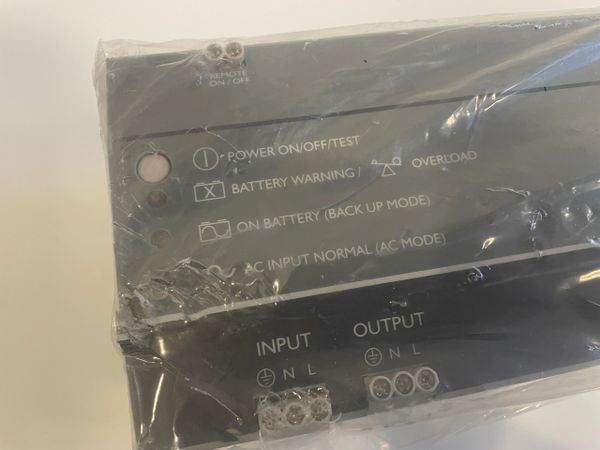 REMOTE
ON / OFF
POWER ON/OFF/TEST
BATTERY WARNING / OVERLOAD
ON BATTERY (BACK UP MODE)
AC INPUT NORMAL (AC MODE)
INPUT OUTPUT
N L N L